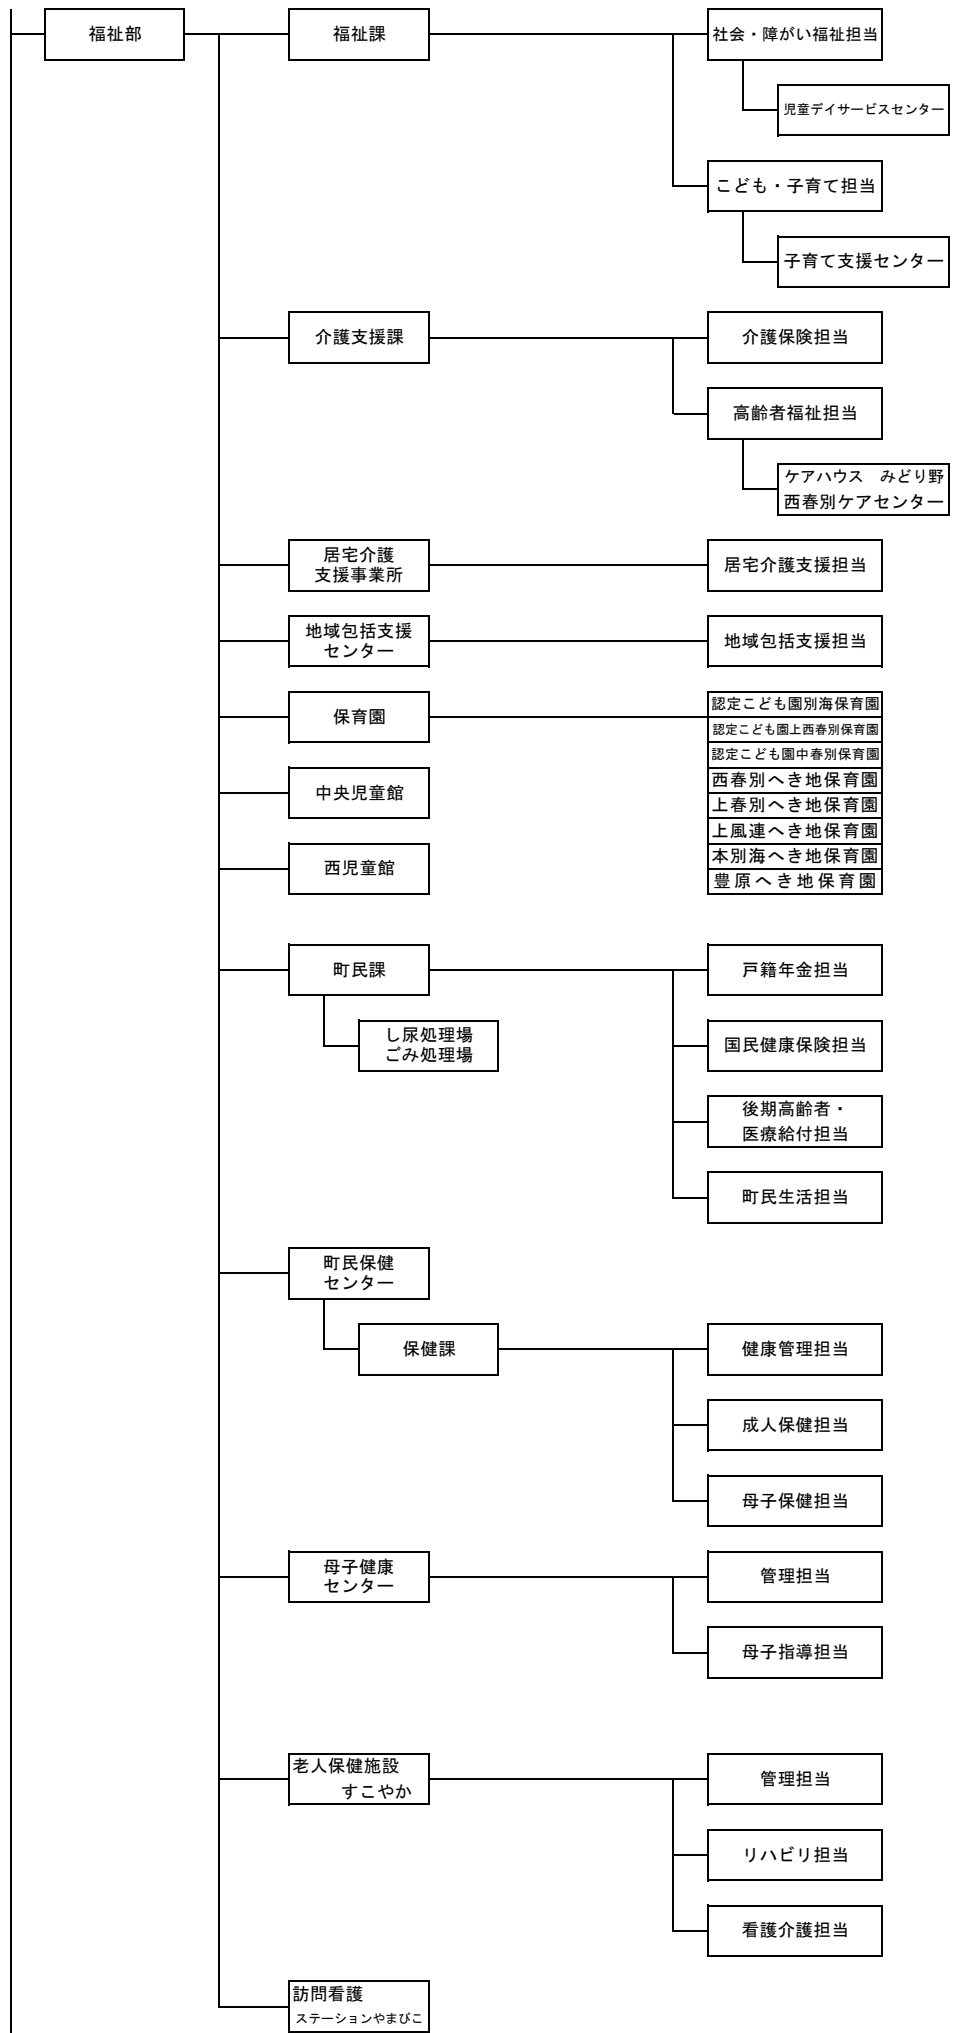 福祉部
福祉課
社会・障がい福祉担当
児童デイサービスセンター
こども・子育て担当
子育て支援センター
介護支援課
介護保険担当
高齢者福祉担当
ケアハウス　みどり野
西春別ケアセンター
居宅介護
支援事業所
居宅介護支援担当
地域包括支援
センター
地域包括支援担当
保育園
認定こども園別海保育園
認定こども園上西春別保育園
認定こども園中春別保育園
西春別へき地保育園
上春別へき地保育園
上風連へき地保育園
本別海へき地保育園
豊原へき地保育園
中央児童館
西児童館
町民課
戸籍年金担当
し尿処理場
ごみ処理場
国民健康保険担当
後期高齢者・
医療給付担当
町民生活担当
町民保健
センター
保健課
健康管理担当
成人保健担当
母子保健担当
母子健康
センター
管理担当
母子指導担当
老人保健施設
すこやか
管理担当
リハビリ担当
看護介護担当
訪問看護
ステーションやまびこ